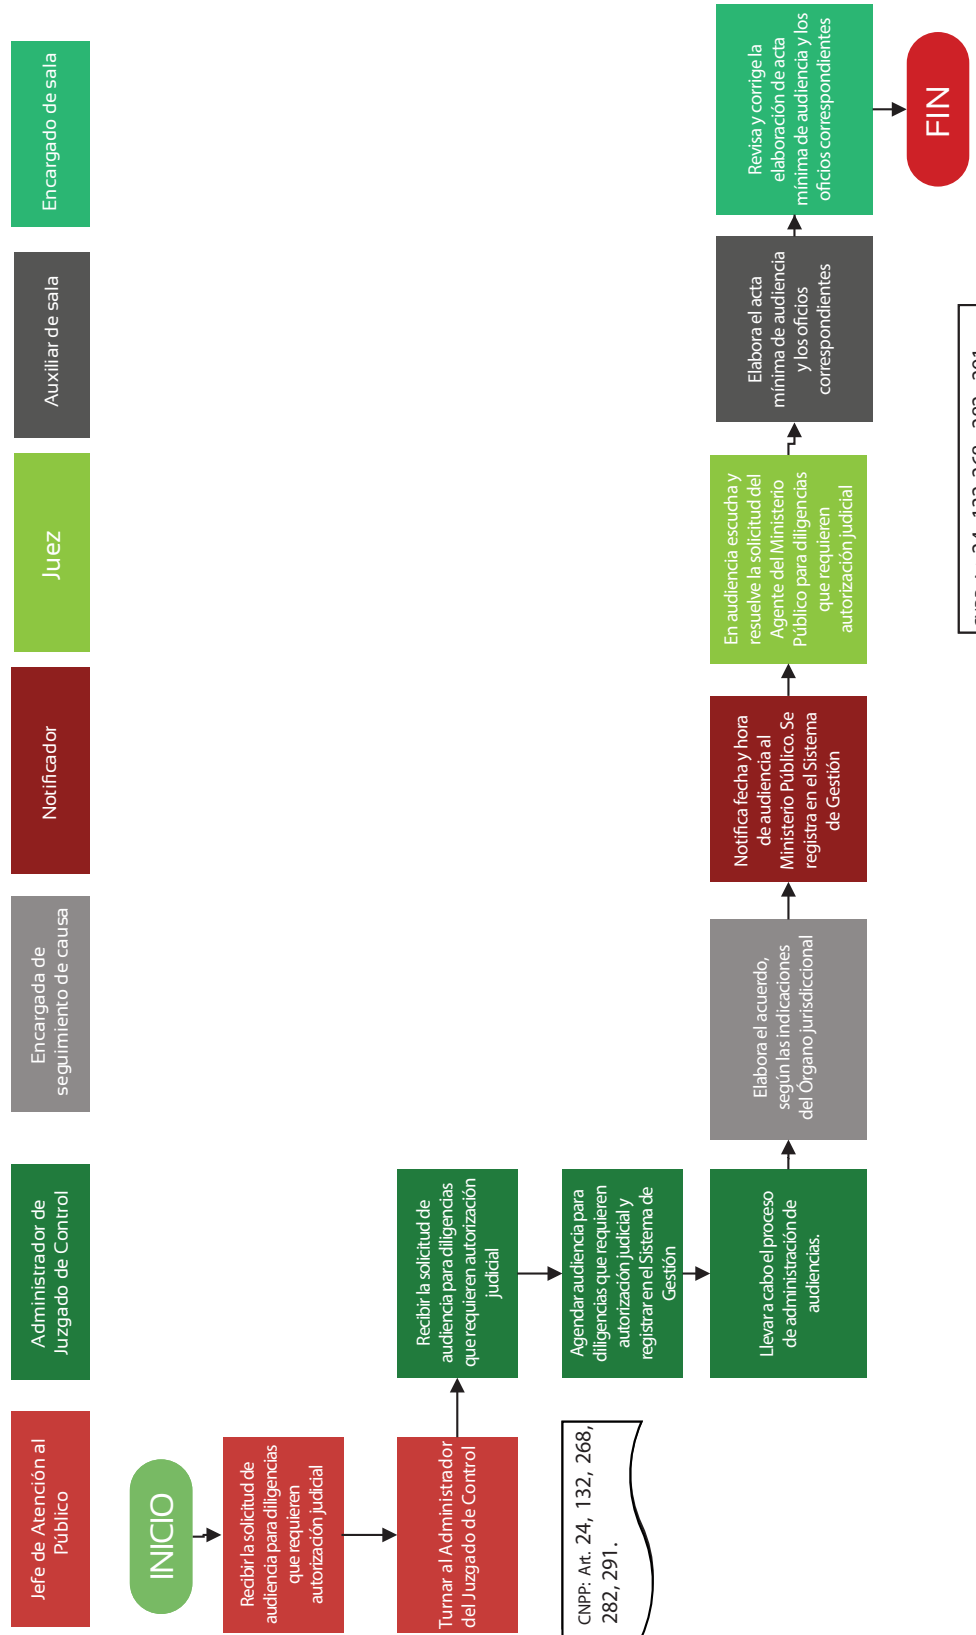 Jefe de Atención al
Público
Administrador de
Juzgado de Control
Encargada de
seguimiento de causa
Notificador
Juez
Auxiliar de sala
Encargado de sala
INICIO
Recibir la solicitud de
audiencia para diligencias
que requieren
autorización judicial
Turnar al Administrador
del Juzgado de Control
Recibir la solicitud de
audiencia para diligencias
que requieren autorización
judicial
Agendar audiencia para
diligencias que requieren
autorización judicial y
registrar en el Sistema de
Gestión
Llevar a cabo el proceso
de administración de
audiencias.
Elabora el acuerdo,
según las indicaciones
del Órgano jurisdiccional
Notifica fecha y hora
de audiencia al
Ministerio Público. Se
registra en el Sistema
de Gestión
En audiencia escucha y
resuelve la solicitud del
Agente del Ministerio
Público para diligencias
que requieren
autorización judicial
Elabora el acta
mínima de audiencia
y los oficios
correspondientes
Revisa y corrige la
elaboración de acta
mínima de audiencia y los
oficios correspondientes
FIN
CNPP: Art. 24, 132, 268,
282, 291.